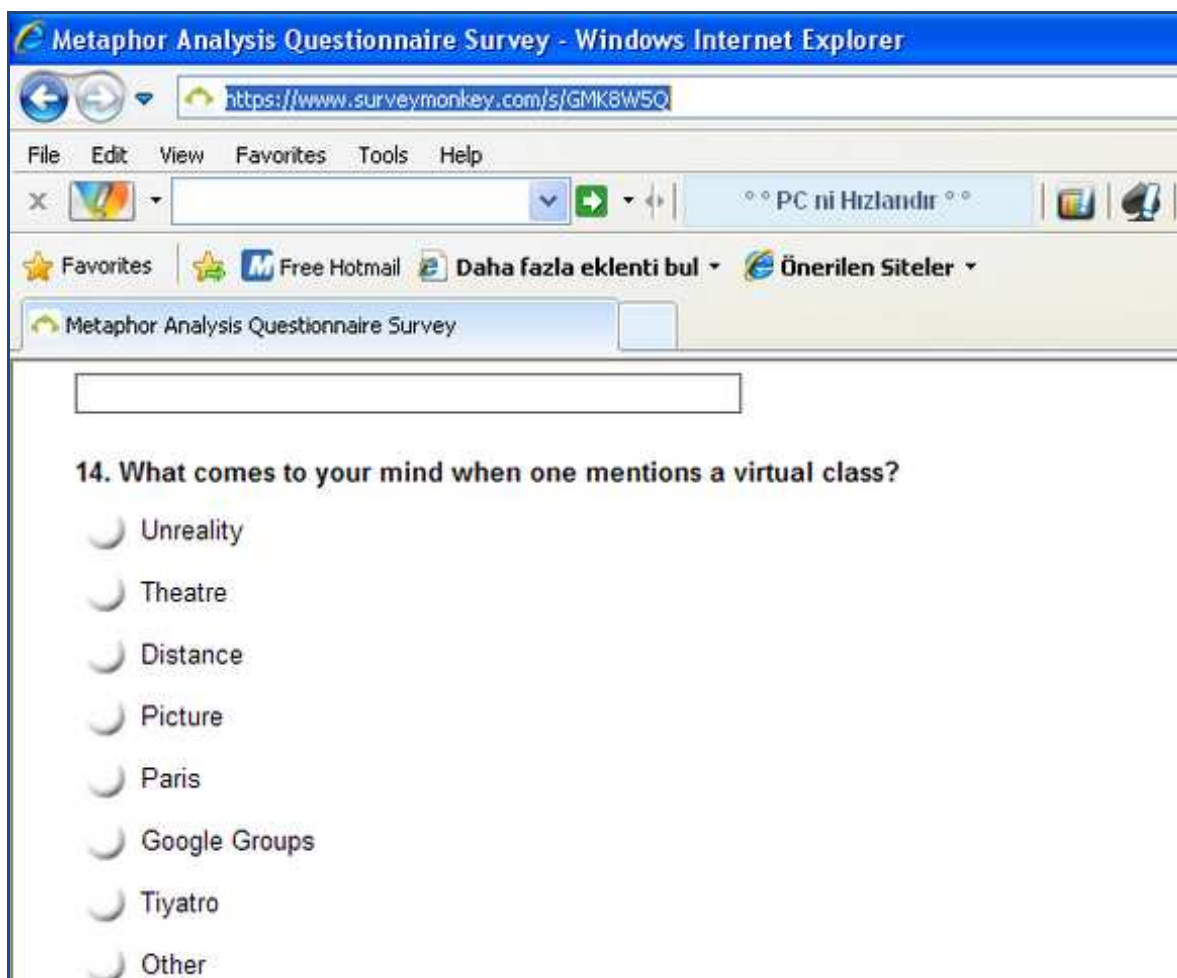 Metaphor Analysis Questionnaire Survey - Windows Internet Explorer
https://www.surveymonkey.com/s/GMK8W5Q
File Edit View Favorites Tools Help
°° PC ni Hızlandır °°
Favorites Free Hotmail Daha fazla eklenti bul Önerilen Siteler
Metaphor Analysis Questionnaire Survey
14. What comes to your mind when one mentions a virtual class?
Unreality
Theatre
Distance
Picture
Paris
Google Groups
Tiyatro
Other